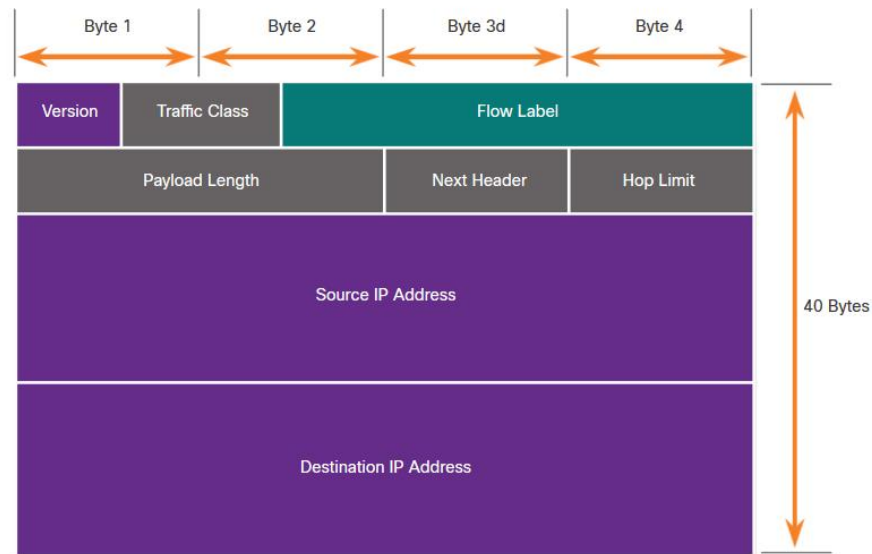 Byte 1 Byte 2 Byte 3d Byte 4
Version Traffic Class Flow Label
Payload Length Next Header Hop Limit
Source IP Address
40 Bytes
Destination IP Address